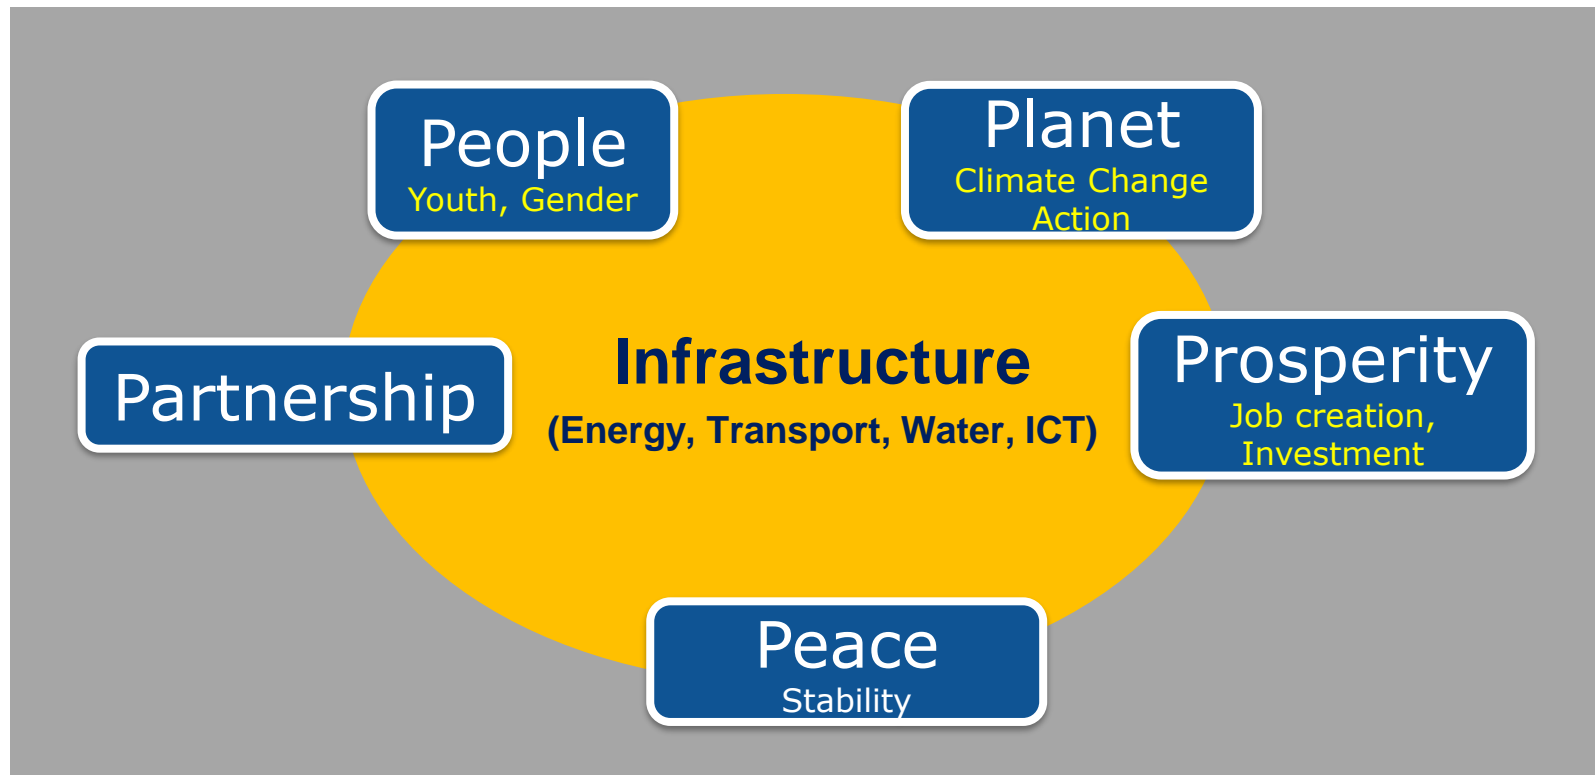 People
Youth, Gender
Planet
Climate Change
Action
Partnership
Infrastructure
(Energy, Transport, Water, ICT)
Prosperity
Job creation,
Investment
Peace
Stability